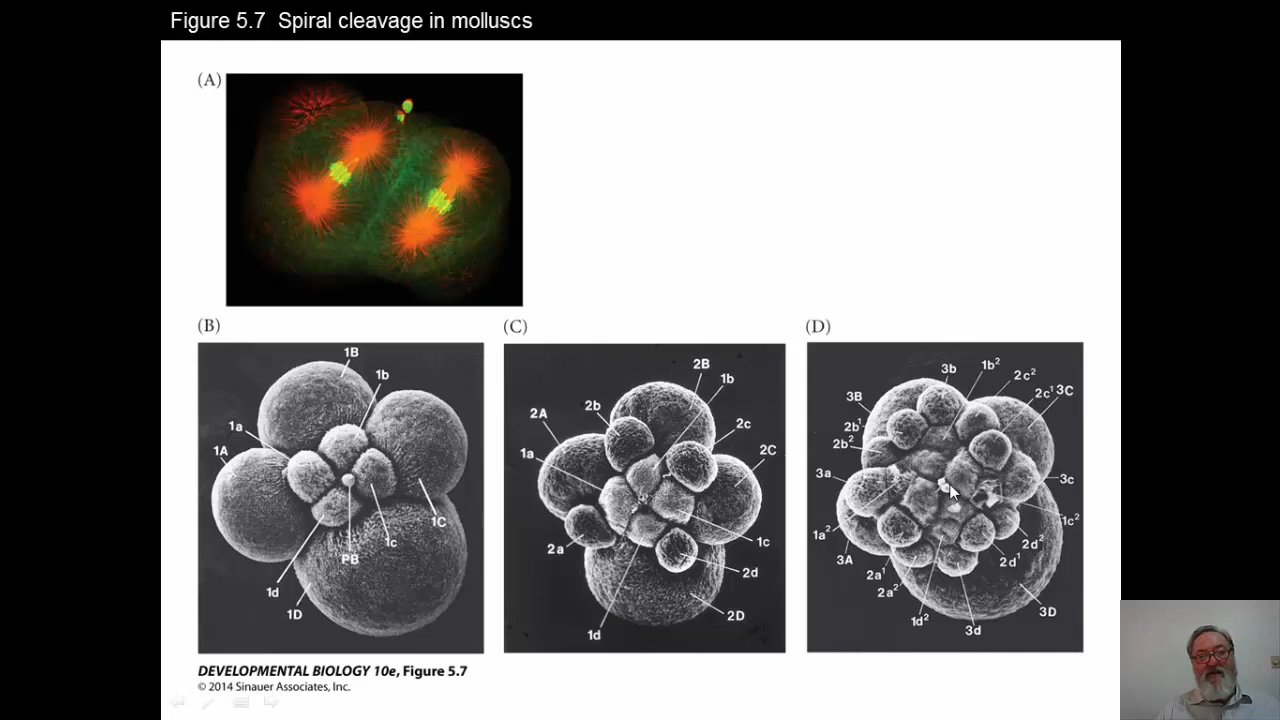 Figure 5.7 Spiral cleavage in molluscs
(A)
(B)
(C)
(D)
1B
1b
1a
1A
1C
1c
PB
1d
1D
2B
1b
2b
2A
2c
1a
2C
2a
1c
2d
2D
1d
3b
1b²
2c²
2c¹
3C
3B
2b¹
2b²
3a
3c
1a²
1c²
3A
2d²
2d¹
2a¹
2a²
3D
1d²
3d
DEVELOPMENTAL BIOLOGY 10e, Figure 5.7
© 2014 Sinauer Associates, Inc.